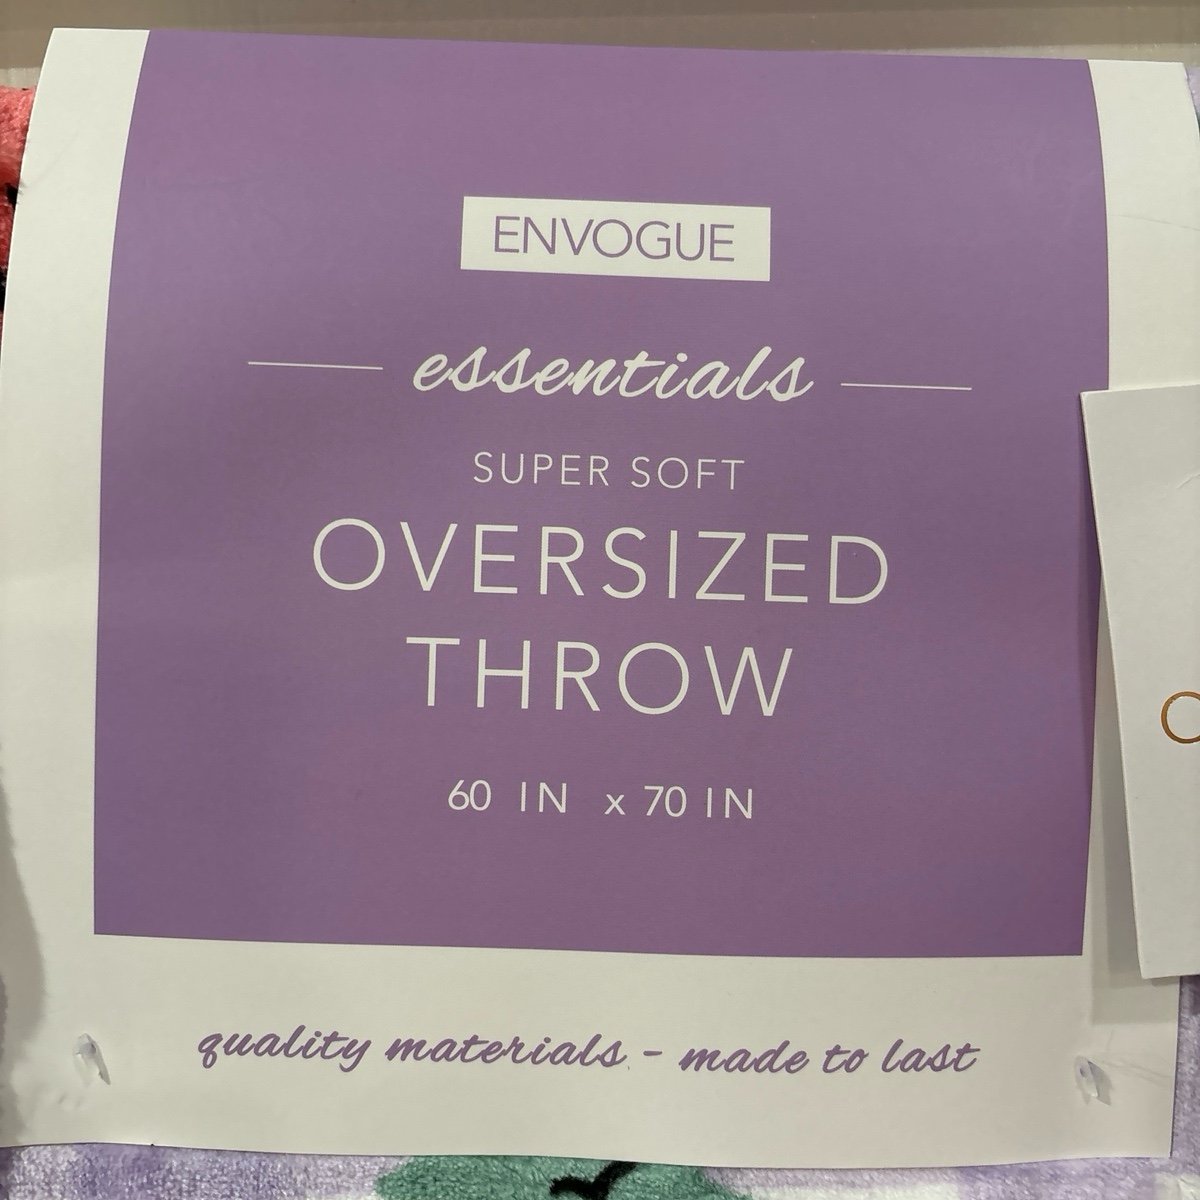 ENVOGUE
essentials
SUPER SOFT
OVERSIZED
THROW
60 IN x 70 IN
quality materials - made to last